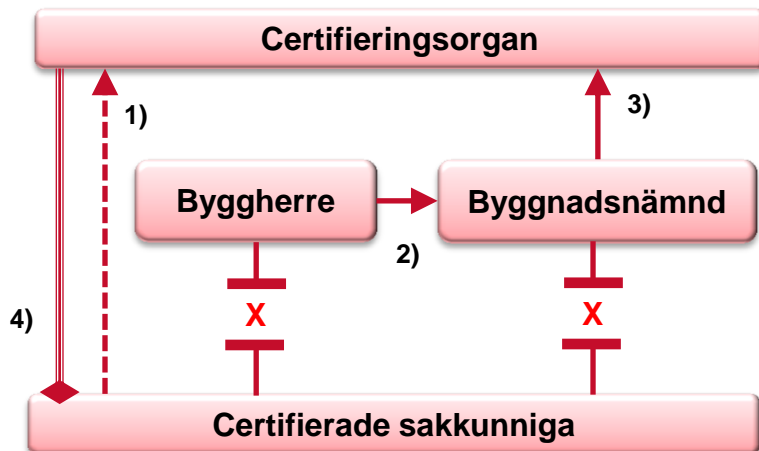 Certifieringsorgan
1)
3)
Byggherre
Byggnadsnämnd
2)
X
X
4)
Certifierade sakkunniga